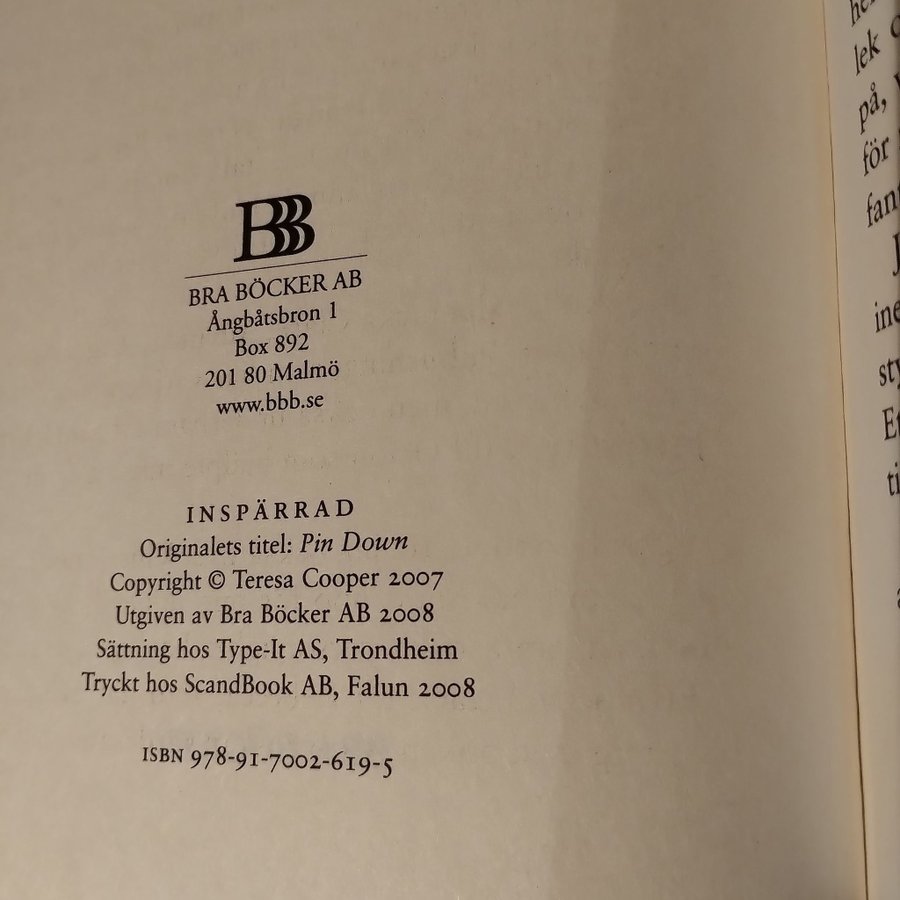 BBB
BRA BÖCKER AB
Ångbåtsbron 1
Box 892
201 80 Malmö
www.bbb.se
INSPÄRRAD
Originalets titel: Pin Down
Copyright © Teresa Cooper 2007
Utgiven av Bra Böcker AB 2008
Sättning hos Type-It AS, Trondheim
Tryckt hos ScandBook AB, Falun 2008
ISBN 978-91-7002-619-5
lek
på,
för